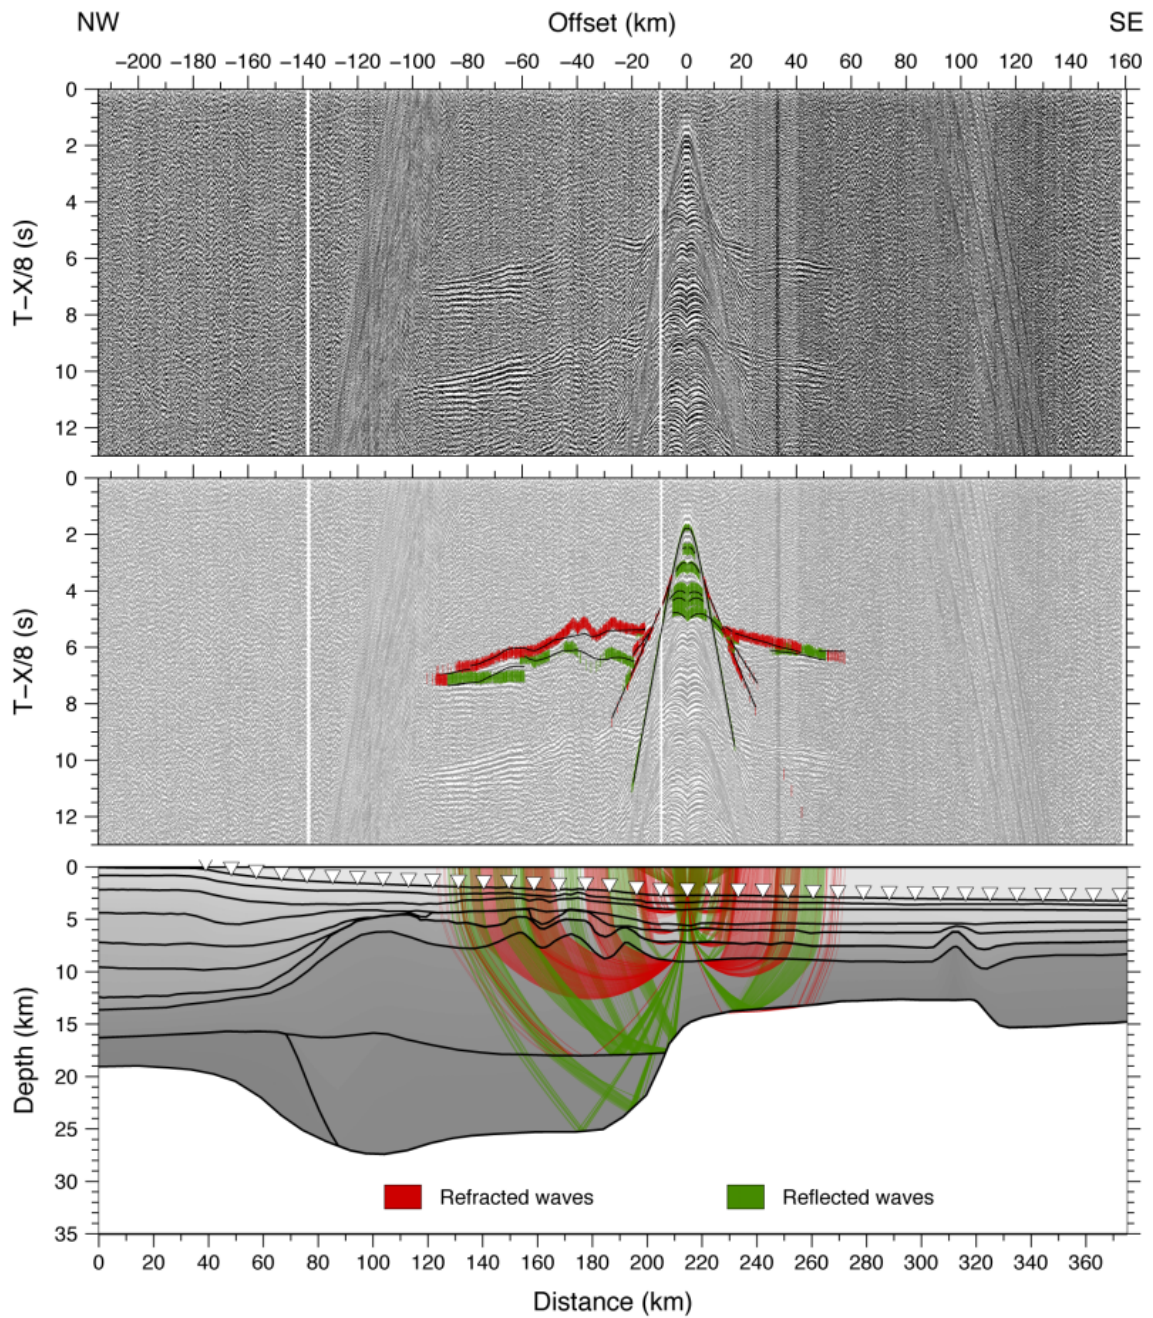 NW Offset (km) SE
−200 −180 −160 −140 −120 −100 −80 −60 −40 −20 0 20 40 60 80 100 120 140 160
0
2
4
6
8
10
12
T−X/8 (s)
0
2
4
6
8
10
12
T−X/8 (s)
0
5
10
15
20
25
30
35
Depth (km)
Refracted waves Reflected waves
0 20 40 60 80 100 120 140 160 180 200 220 240 260 280 300 320 340 360
Distance (km)